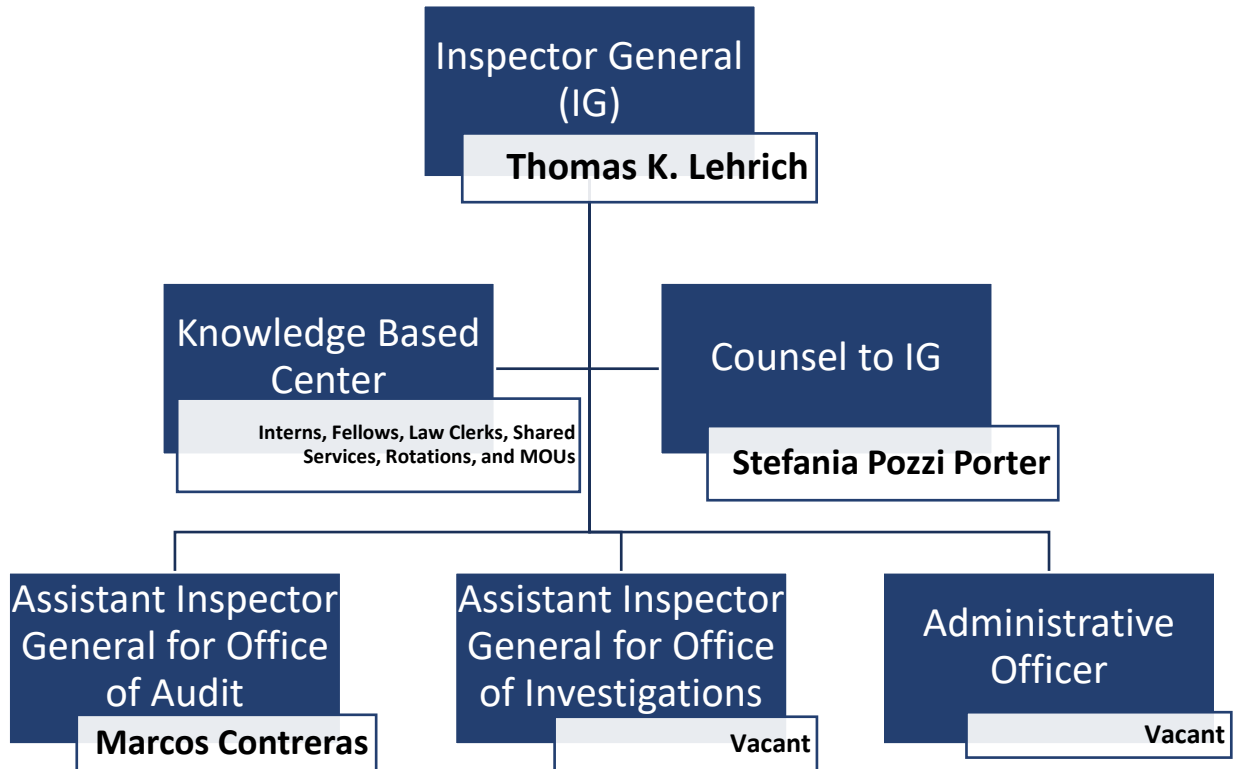 Inspector General
(IG)
Thomas K. Lehrich
Knowledge Based
Center
Interns, Fellows, Law Clerks, Shared
Services, Rotations, and MOUs
Counsel to IG
Stefania Pozzi Porter
Assistant Inspector
General for Office
of Audit
Marcos Contreras
Assistant Inspector
General for Office
of Investigations
Vacant
Administrative
Officer
Vacant